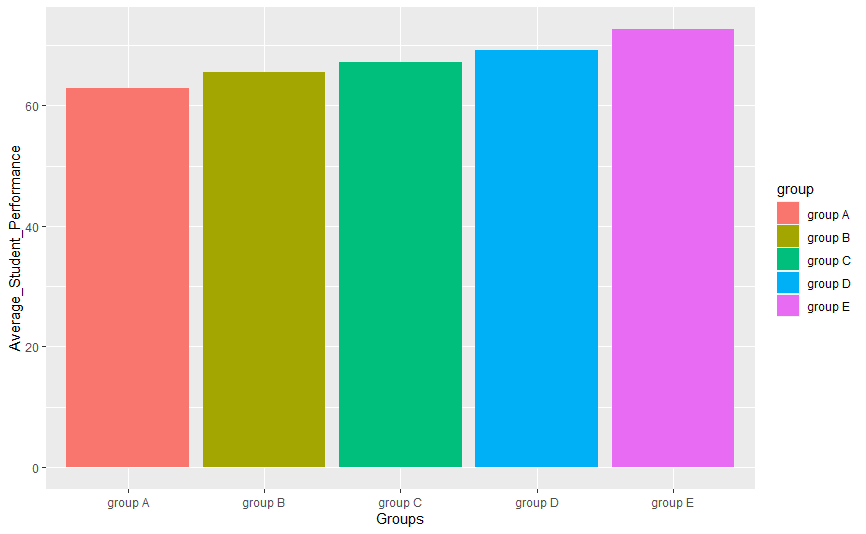 Average_Student_Performance
60
40
20
0
group A
group B
group C
group D
group E
Groups
group
group A
group B
group C
group D
group E